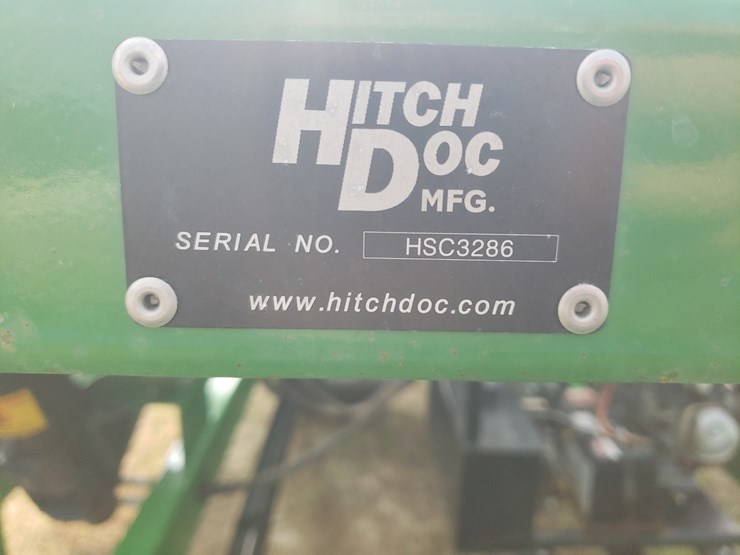 HITCH
DOC
MFG.
SERIAL NO. HSC3286
www.hitchdoc.com